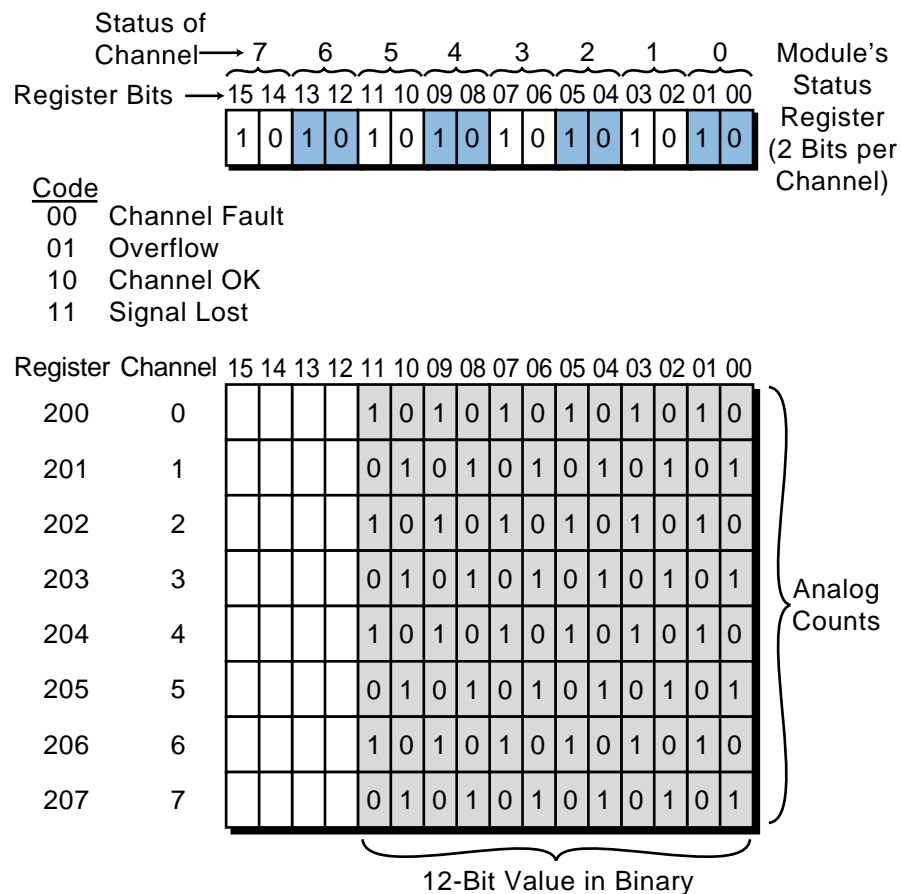 Status of
Channel 7 6 5 4 3 2 1 0
Register Bits 15 14 13 12 11 10 09 08 07 06 05 04 03 02 01 00
1 0 1 0 1 0 1 0 1 0 1 0 1 0 1 0
Module’s
Status
Register
(2 Bits per
Channel)
Code
00 Channel Fault
01 Overflow
10 Channel OK
11 Signal Lost
Register Channel 15 14 13 12 11 10 09 08 07 06 05 04 03 02 01 00
200 0 1 0 1 0 1 0 1 0 1 0 1 0
201 1 0 1 0 1 0 1 0 1 0 1 0 1
202 2 1 0 1 0 1 0 1 0 1 0 1 0
203 3 0 1 0 1 0 1 0 1 0 1 0 1
204 4 1 0 1 0 1 0 1 0 1 0 1 0
205 5 0 1 0 1 0 1 0 1 0 1 0 1
206 6 1 0 1 0 1 0 1 0 1 0 1 0
207 7 0 1 0 1 0 1 0 1 0 1 0 1
Analog
Counts
12-Bit Value in Binary